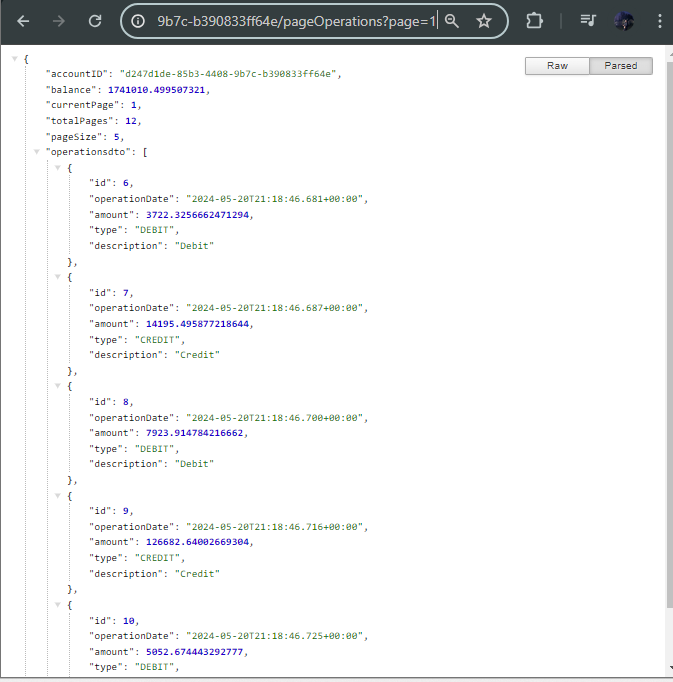 9b7c-b390833ff64e/pageOperations?page=1
Raw Parsed
{
"accountID": "d247d1de-85b3-4408-9b7c-b390833ff64e",
"balance": 1741010.499507321,
"currentPage": 1,
"totalPages": 12,
"pageSize": 5,
"operationsdto": [
{
"id": 6,
"operationDate": "2024-05-20T21:18:46.681+00:00",
"amount": 3722.3256662471294,
"type": "DEBIT",
"description": "Debit"
},
{
"id": 7,
"operationDate": "2024-05-20T21:18:46.687+00:00",
"amount": 14195.495877218644,
"type": "CREDIT",
"description": "Credit"
},
{
"id": 8,
"operationDate": "2024-05-20T21:18:46.700+00:00",
"amount": 7923.914784216662,
"type": "DEBIT",
"description": "Debit"
},
{
"id": 9,
"operationDate": "2024-05-20T21:18:46.716+00:00",
"amount": 126682.64002669304,
"type": "CREDIT",
"description": "Credit"
},
{
"id": 10,
"operationDate": "2024-05-20T21:18:46.725+00:00",
"amount": 5052.674443292777,
"type": "DEBIT",